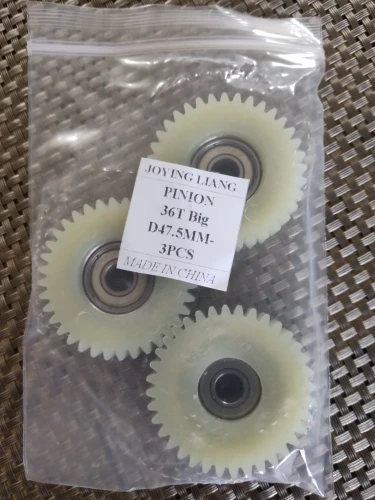 JOYING LIANG
PINION
36T Big
D47.5MM-
3PCS
MADE IN CHINA